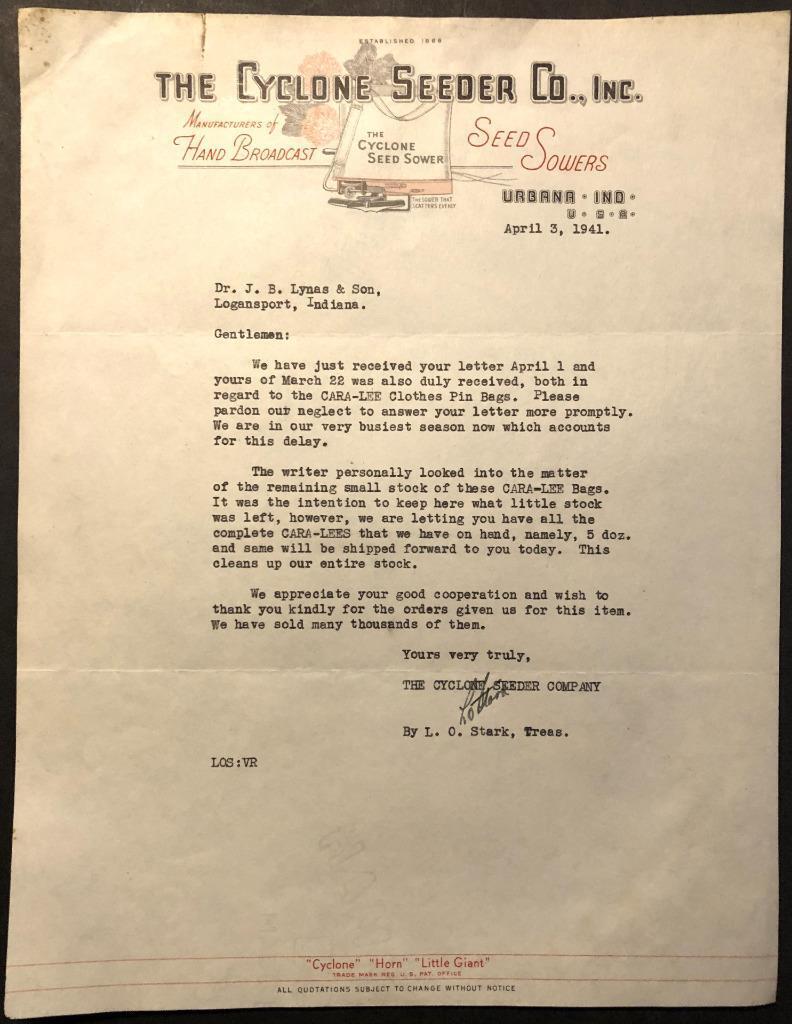 ESTABLISHED 1888
THE CYCLONE SEEDER CO., INC.
MANUFACTURERS of
HAND BROADCAST
THE
CYCLONE
SEED SOWER
THE SOWER THAT
SCATTERS EVENLY
SEED
SOWERS
URBANA • IND •
U • S • A •
April 3, 1941.
Dr. J. B. Lynas & Son,
Logansport, Indiana.
Gentlemen:
We have just received your letter April 1 and
yours of March 22 was also duly received, both in
regard to the CARA-LEE Clothes Pin Bags. Please
pardon our neglect to answer your letter more promptly.
We are in our very busiest season now which accounts
for this delay.
The writer personally looked into the matter
of the remaining small stock of these CARA-LEE Bags.
It was the intention to keep here what little stock
was left, however, we are letting you have all the
complete CARA-LEES that we have on hand, namely, 5 doz.
and same will be shipped forward to you today. This
cleans up our entire stock.
We appreciate your good cooperation and wish to
thank you kindly for the orders given us for this item.
We have sold many thousands of them.
Yours very truly,
THE CYCLONE SEEDER COMPANY
LOStark
By L. O. Stark, Treas.
LOS:VR
"Cyclone" "Horn" "Little Giant"
TRADE MARK REG. U. S. PAT. OFFICE
ALL QUOTATIONS SUBJECT TO CHANGE WITHOUT NOTICE